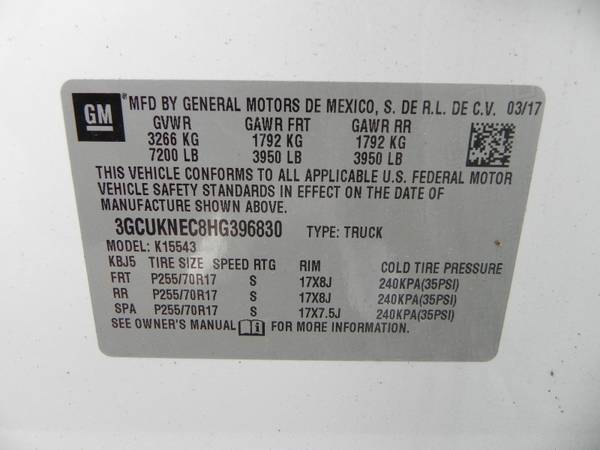 GM MFD BY GENERAL MOTORS DE MEXICO, S. DE R.L. DE C.V. 03/17
GVWR GAWR FRT GAWR RR
3266 KG 1792 KG 1792 KG
7200 LB 3950 LB 3950 LB
THIS VEHICLE CONFORMS TO ALL APPLICABLE U.S. FEDERAL MOTOR
VEHICLE SAFETY STANDARDS IN EFFECT ON THE DATE OF
MANUFACTURE SHOWN ABOVE.
3GCUKNEC8HG396830 TYPE: TRUCK
MODEL: K15543
KBJ5 TIRE SIZE SPEED RTG RIM COLD TIRE PRESSURE
FRT P255/70R17 S 17X8J 240KPA(35PSI)
RR P255/70R17 S 17X8J 240KPA(35PSI)
SPA P255/70R17 S 17X7.5J 240KPA(35PSI)
SEE OWNER'S MANUAL FOR MORE INFORMATION.